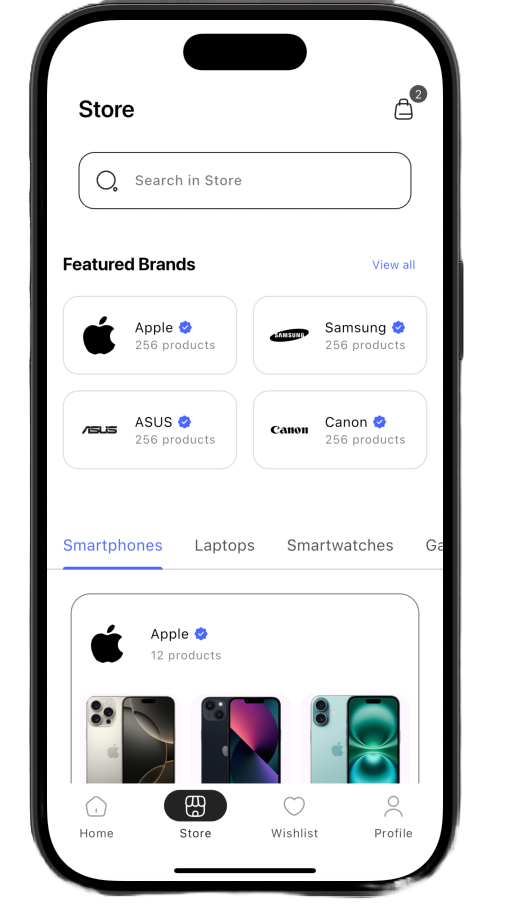 Store
2
Search in Store
Featured Brands
View all
Apple
256 products
SAMSUNG
Samsung
256 products
ASUS
ASUS
256 products
Canon
Canon
256 products
Smartphones
Laptops
Smartwatches
Ga
Apple
12 products
Home
Store
Wishlist
Profile